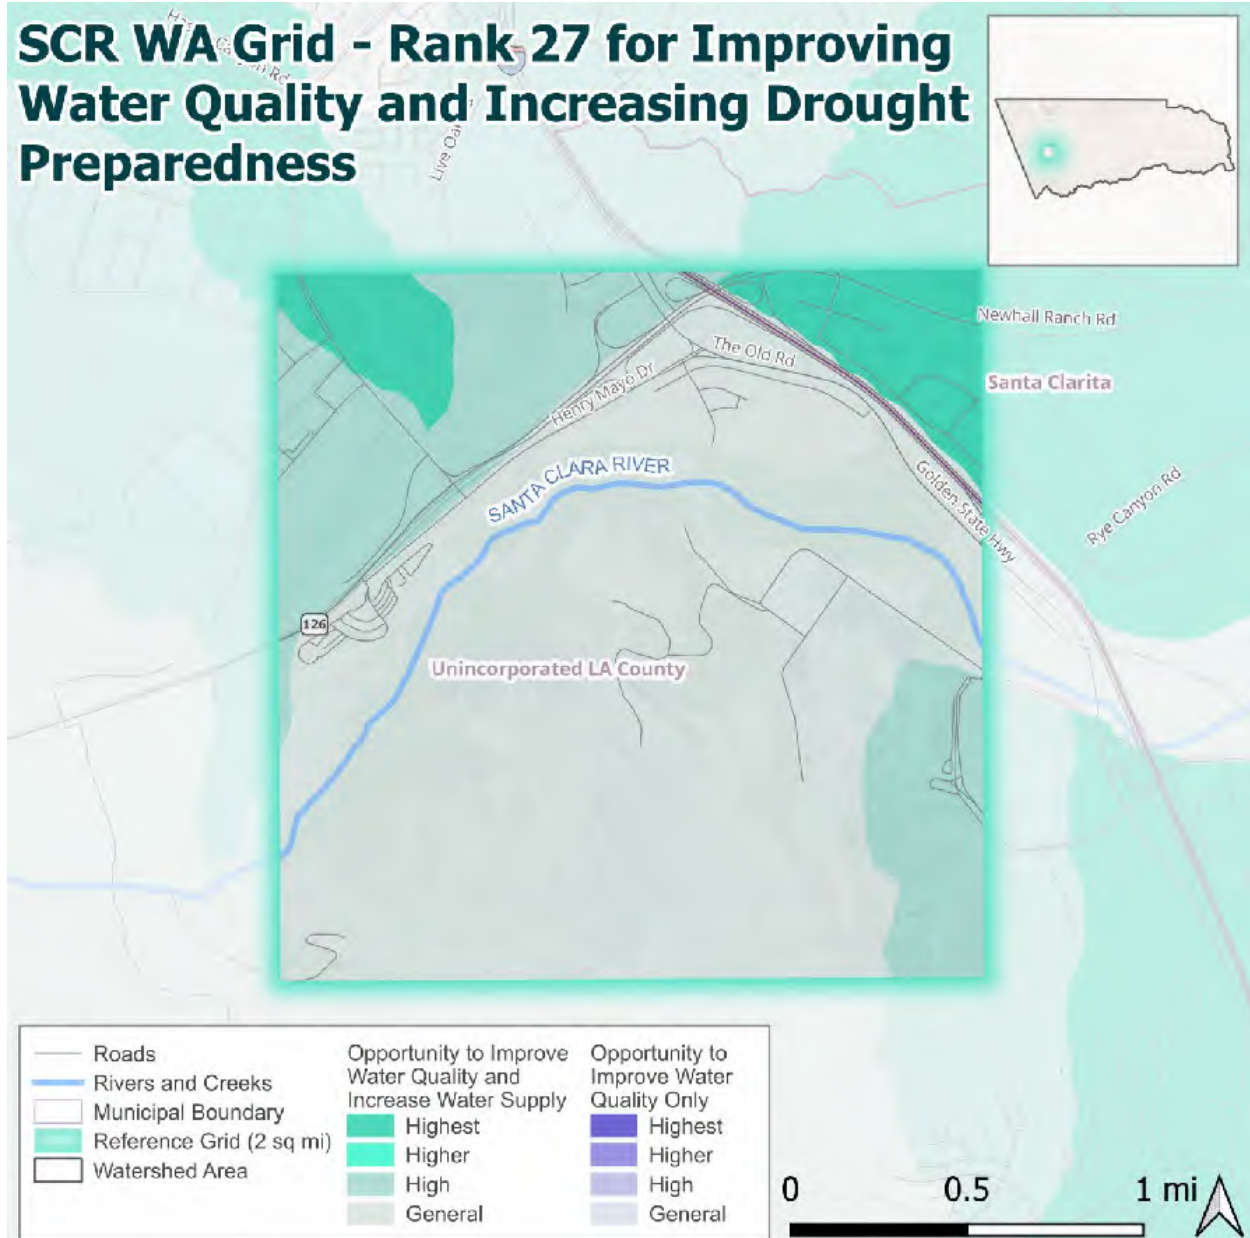 SCR WA Grid - Rank 27 for Improving
Water Quality and Increasing Drought
Preparedness
Live Oak
Newhall Ranch Rd
The Old Rd
Santa Clarita
Henry Mayo Dr
SANTA CLARA RIVER
Golden State Hwy
Rye Canyon Rd
126
Unincorporated LA County
Roads
Rivers and Creeks
Municipal Boundary
Reference Grid (2 sq mi)
Watershed Area
Opportunity to Improve
Water Quality and
Increase Water Supply
Highest
Higher
High
General
Opportunity to
Improve Water
Quality Only
Highest
Higher
High
General
0 0.5 1 mi